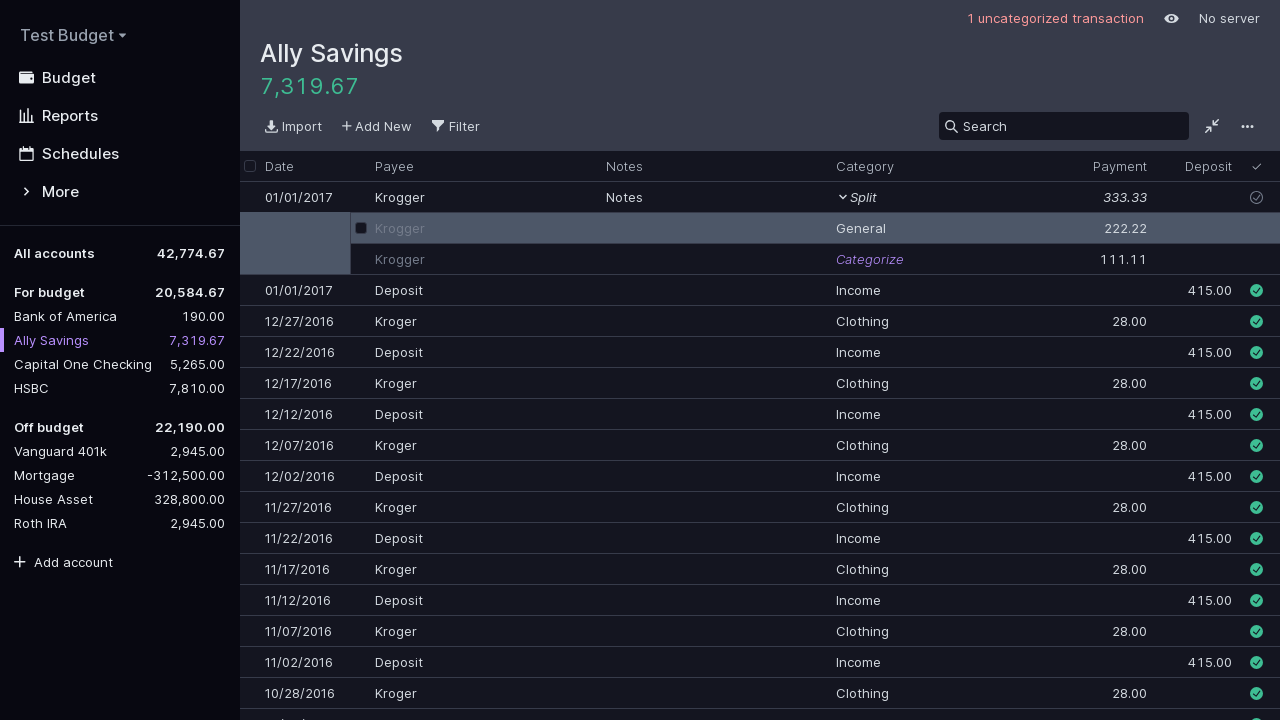 1 uncategorized transaction No server
Test Budget
Budget
Reports
Schedules
More
All accounts 42,774.67
For budget 20,584.67
Bank of America 190.00
Ally Savings 7,319.67
Capital One Checking 5,265.00
HSBC 7,810.00
Off budget 22,190.00
Vanguard 401k 2,945.00
Mortgage -312,500.00
House Asset 328,800.00
Roth IRA 2,945.00
Add account
Ally Savings
7,319.67
Import Add New Filter Search
Date Payee Notes Category Payment Deposit
01/01/2017 Krogger Notes Split 333.33
Krogger General 222.22
Krogger Categorize 111.11
01/01/2017 Deposit Income 415.00
12/27/2016 Kroger Clothing 28.00
12/22/2016 Deposit Income 415.00
12/17/2016 Kroger Clothing 28.00
12/12/2016 Deposit Income 415.00
12/07/2016 Kroger Clothing 28.00
12/02/2016 Deposit Income 415.00
11/27/2016 Kroger Clothing 28.00
11/22/2016 Deposit Income 415.00
11/17/2016 Kroger Clothing 28.00
11/12/2016 Deposit Income 415.00
11/07/2016 Kroger Clothing 28.00
11/02/2016 Deposit Income 415.00
10/28/2016 Kroger Clothing 28.00